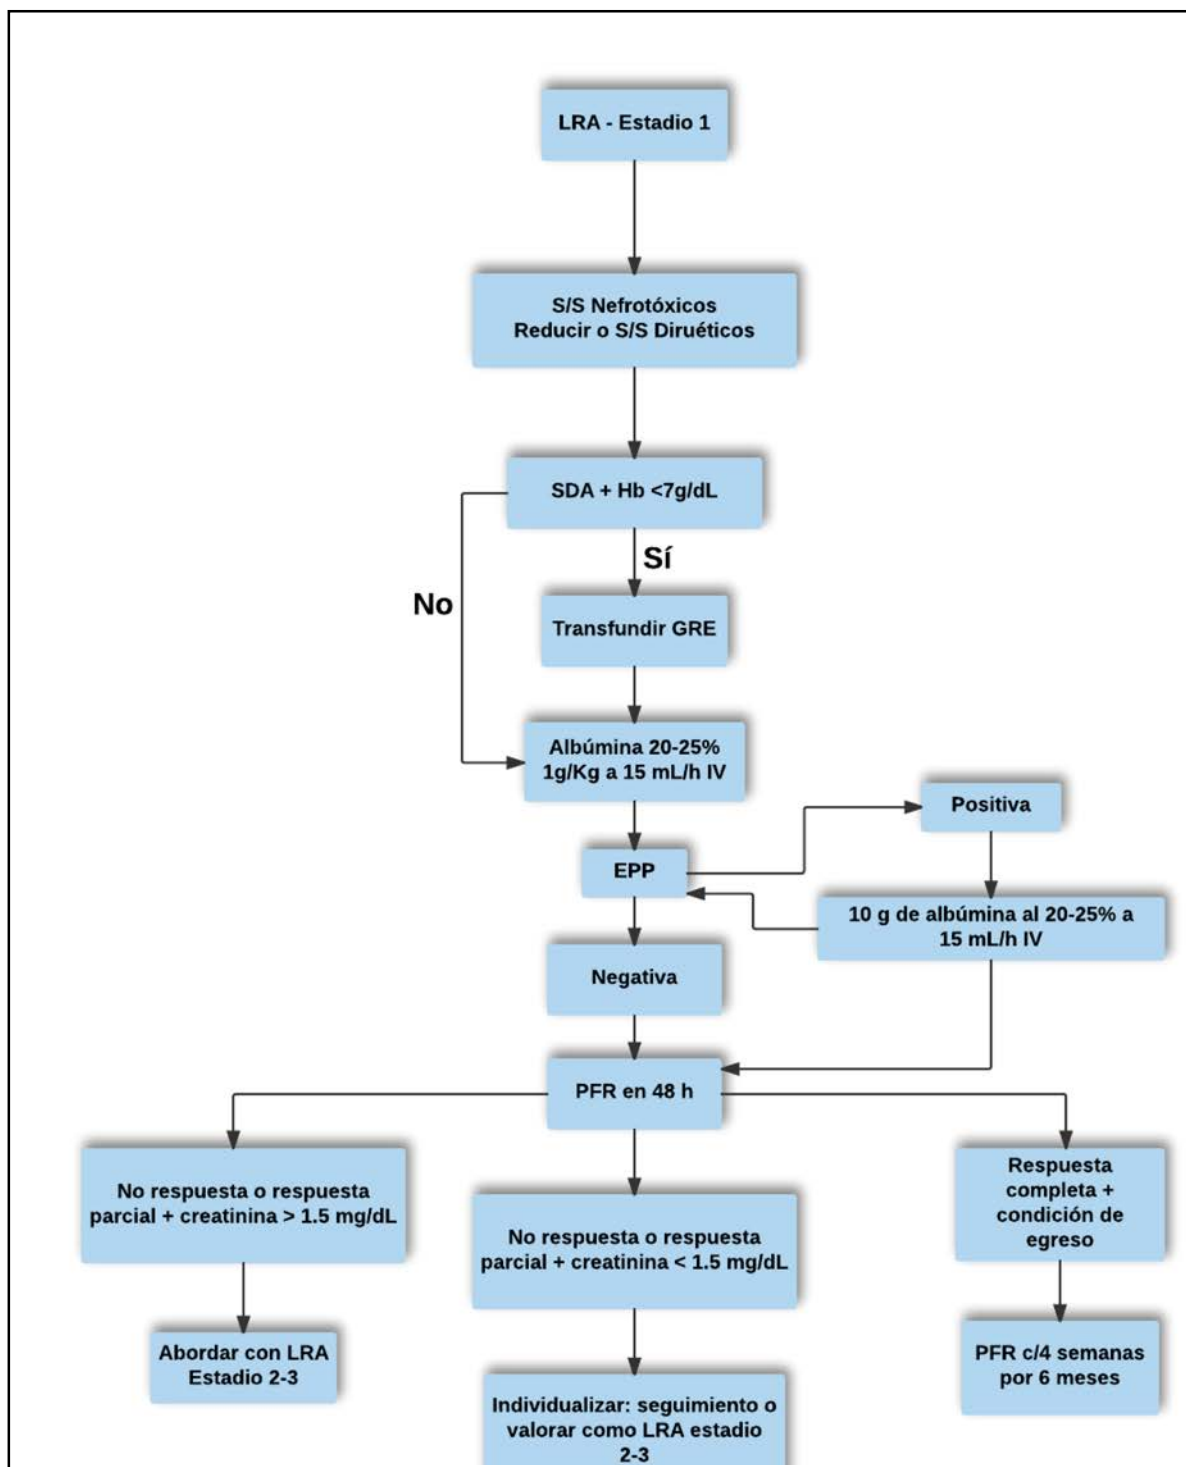 LRA - Estadio 1
S/S Nefrotóxicos
Reducir o S/S Diruéticos
SDA + Hb <7g/dL
Sí
No
Transfundir GRE
Albúmina 20-25%
1g/Kg a 15 mL/h IV
Positiva
EPP
10 g de albúmina al 20-25% a
15 mL/h IV
Negativa
PFR en 48 h
No respuesta o respuesta
parcial + creatinina > 1.5 mg/dL
No respuesta o respuesta
parcial + creatinina < 1.5 mg/dL
Respuesta
completa +
condición de
egreso
Abordar con LRA
Estadio 2-3
Individualizar: seguimiento o
valorar como LRA estadio
2-3
PFR c/4 semanas
por 6 meses